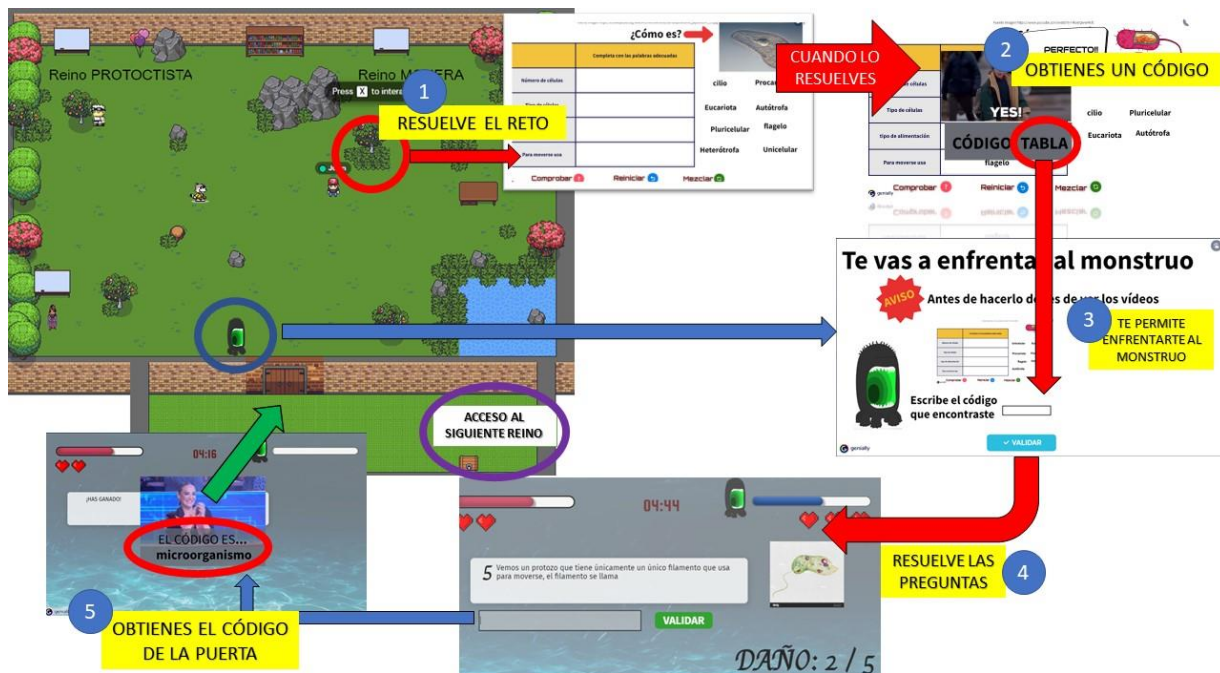 Reino PROTOCTISTA
Reino
Press X to intera
1
RESUELVE EL RETO
¿Cómo es?
Completa con las palabras adecuadas
Número de células
Para moverse usa
cilio
Eucariota Autótrofa
Pluricelular flagelo
Heterótrofa Unicelular
Comprobar Reiniciar Mezclar
CUANDO LO
RESUELVES
2
PERFECTO!!
OBTIENES UN CÓDIGO
células
Tipo de células
tipo de alimentación
Para moverse usa
YES!
CÓDIGO TABLA
flagelo
cilio Pluricelular
Eucariota Autótrofa
genially
Comprobar Reiniciar Mezclar
Te vas a enfrenta al monstruo
AVISO
Antes de hacerlo de es de ver los vídeos
3
TE PERMITE
ENFRENTARTE AL
MONSTRUO
Comprobar Reiniciar Mezclar
Escribe el código
que encontraste
VALIDAR
genially
ACCESO AL
SIGUIENTE REINO
04:16
¡HAS GANADO!
EL CÓDIGO ES...
microorganismo
5
OBTIENES EL CÓDIGO
DE LA PUERTA
04:44
5 Vemos un protozo que tiene únicamente un único filamento que usa
para moverse, el filamento se llama
VALIDAR
DAÑO: 2 / 5
RESUELVE LAS
PREGUNTAS
4